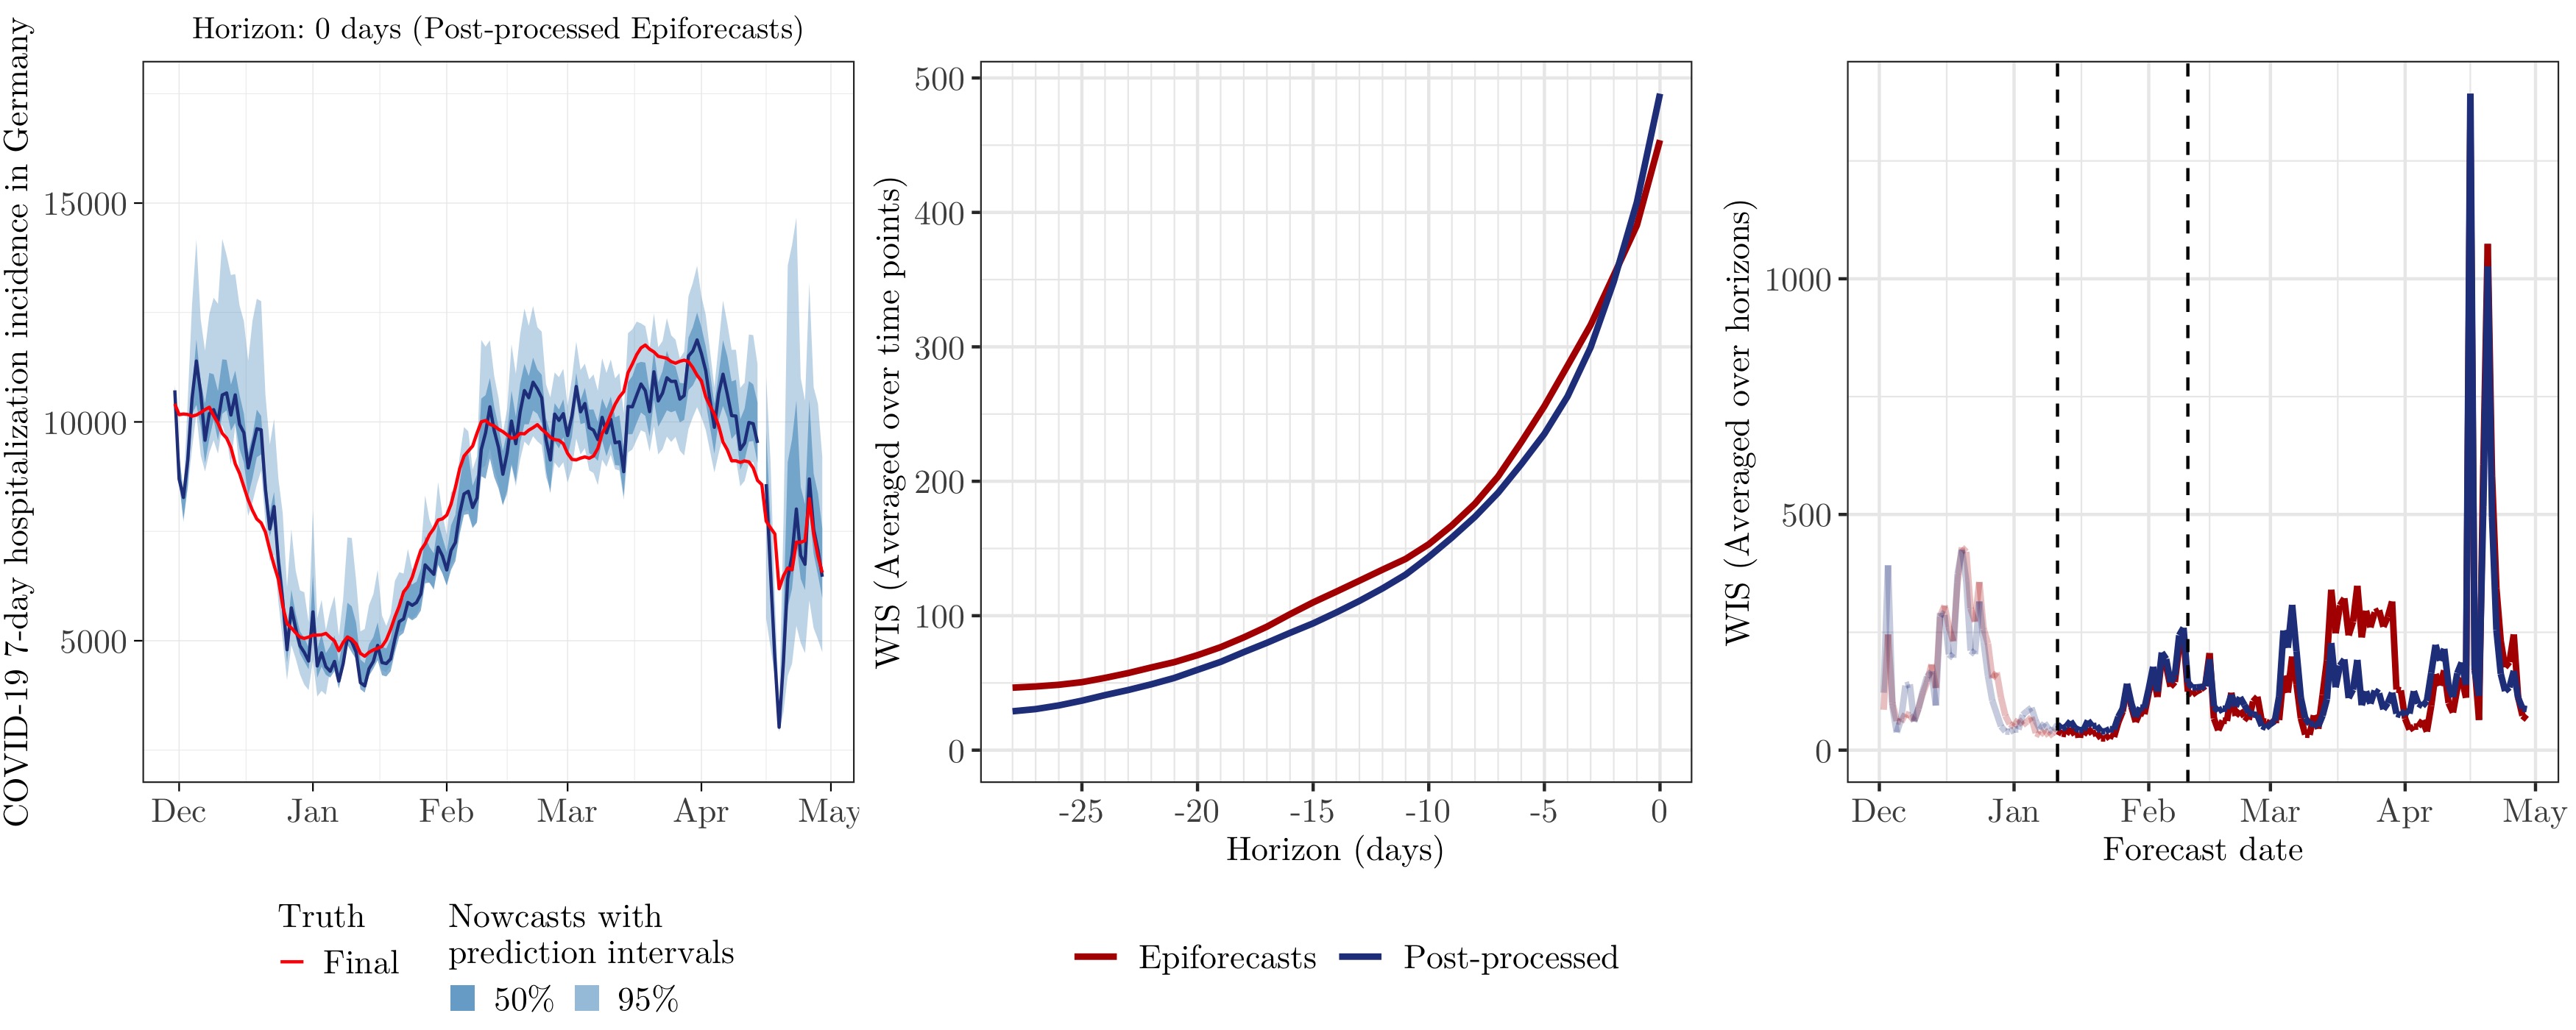 Horizon: 0 days (Post-processed Epiforecasts)
COVID-19 7-day hospitalization incidence in Germany
15000
10000
5000
Dec Jan Feb Mar Apr May
Truth
Final
Nowcasts with
prediction intervals
50% 95%
WIS (Averaged over time points)
500
400
300
200
100
0
-25 -20 -15 -10 -5 0
Horizon (days)
Epiforecasts Post-processed
WIS (Averaged over horizons)
1000
500
0
Dec Jan Feb Mar Apr May
Forecast date